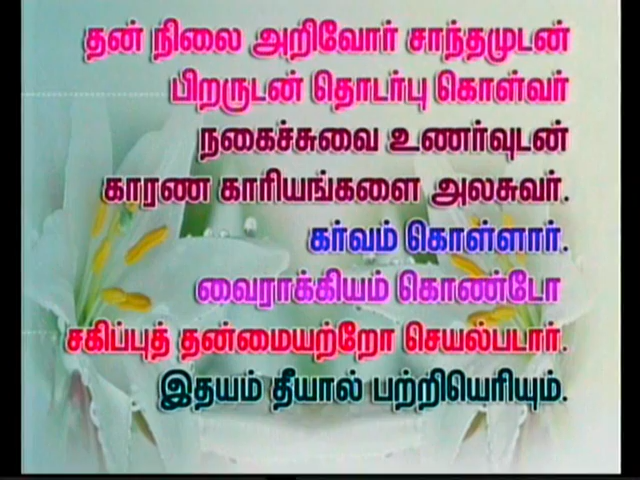 தன் நிலை அறிவோர் சாந்தமுடன்
பிறருடன் தொடர்பு கொள்வர்
நகைச்சுவை உணர்வுடன்
காரண காரியங்களை அலசுவர்.
கர்வம் கொள்ளார்.
வைராக்கியம் கொண்டோ
சகிப்புத் தன்மையற்றோ செயல்படார்.
இதயம் தீயால் பற்றியெரியும்.